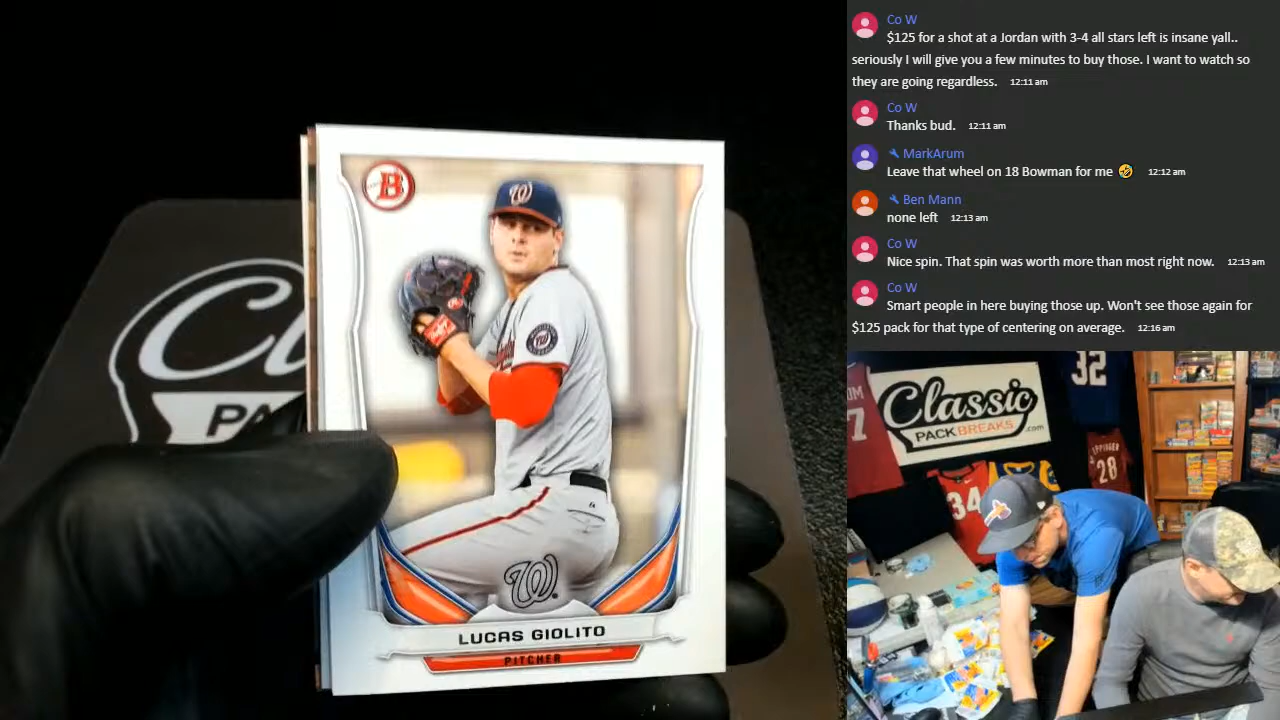 Co W
$125 for a shot at a Jordan with 3-4 all stars left is insane yall..
seriously I will give you a few minutes to buy those. I want to watch so
they are going regardless. 12:11 am
Co W
Thanks bud. 12:11 am
MarkArum
Leave that wheel on 18 Bowman for me 🤣 12:12 am
Ben Mann
none left 12:13 am
Co W
Nice spin. That spin was worth more than most right now. 12:13 am
Co W
Smart people in here buying those up. Won't see those again for
$125 pack for that type of centering on average. 12:16 am
B
W
W
LUCAS GIOLITO
PITCHER
Cl
PA
Classic
PACKBREAKS.com
32
7
34
28